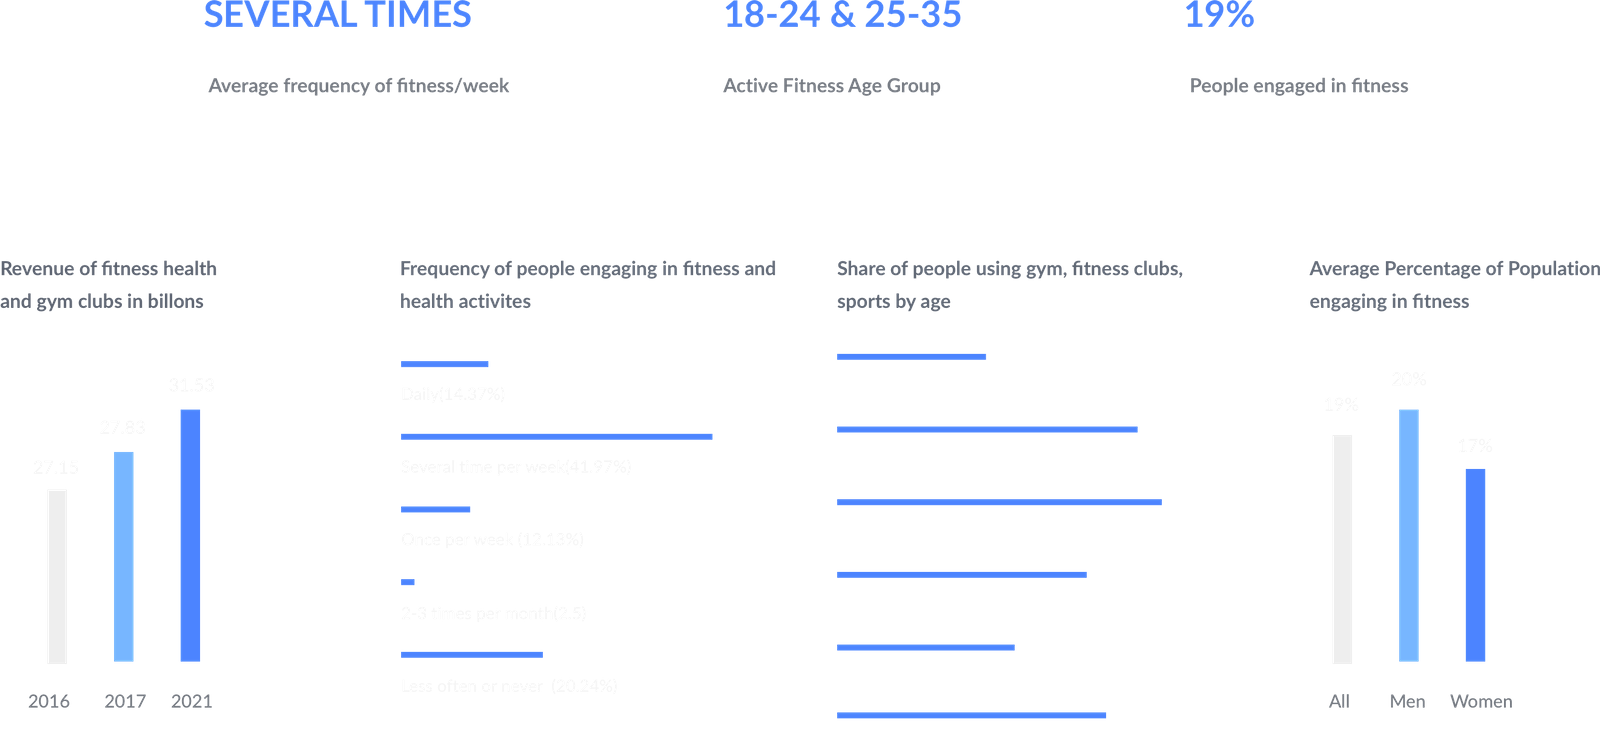 SEVERAL TIMES
18-24 & 25-35
19%
Average frequency of fitness/week
Active Fitness Age Group
People engaged in fitness
Revenue of fitness health
and gym clubs in billons
27.15
27.83
31.53
2016
2017
2021
Frequency of people engaging in fitness and
health activites
Daily(14.37%)
Several time per week(41.97%)
Once per week (12.13%)
2-3 times per month(2.5)
Less often or never (20.24%)
Share of people using gym, fitness clubs,
sports by age
Average Percentage of Population
engaging in fitness
19%
20%
17%
All
Men
Women